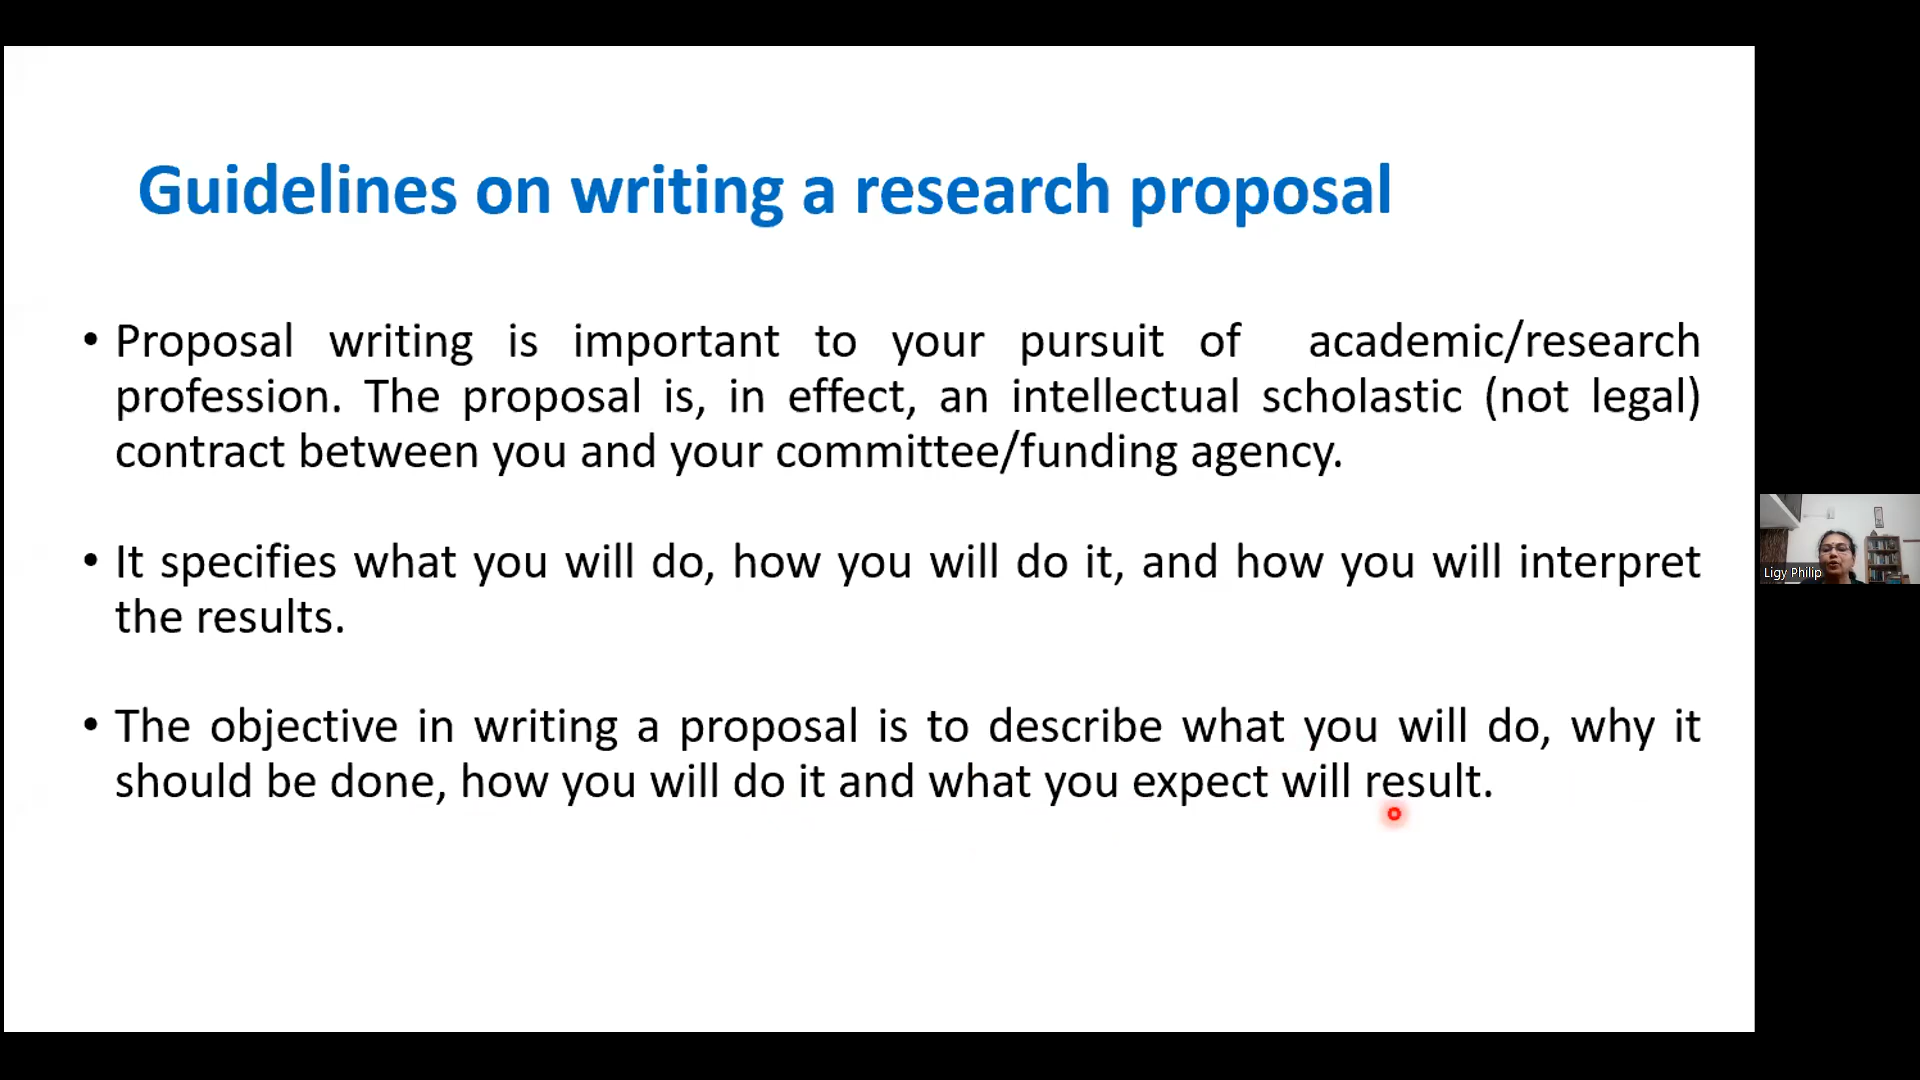 Guidelines on writing a research proposal
• Proposal writing is important to your pursuit of academic/research
profession. The proposal is, in effect, an intellectual scholastic (not legal)
contract between you and your committee/funding agency.
• It specifies what you will do, how you will do it, and how you will interpret
the results.
• The objective in writing a proposal is to describe what you will do, why it
should be done, how you will do it and what you expect will result.
Ligy Philip